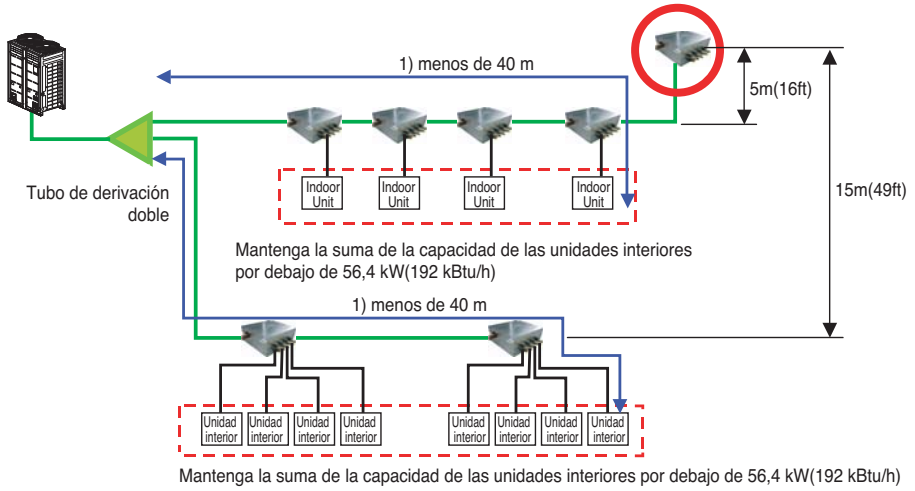 1) menos de 40 m
5m(16ft)
15m(49ft)
Tubo de derivación
doble
Indoor
Unit
Indoor
Unit
Indoor
Unit
Indoor
Unit
Mantenga la suma de la capacidad de las unidades interiores
por debajo de 56,4 kW(192 kBtu/h)
1) menos de 40 m
Unidad
interior
Unidad
interior
Unidad
interior
Unidad
interior
Unidad
interior
Unidad
interior
Unidad
interior
Unidad
interior
Mantenga la suma de la capacidad de las unidades interiores por debajo de 56,4 kW(192 kBtu/h)